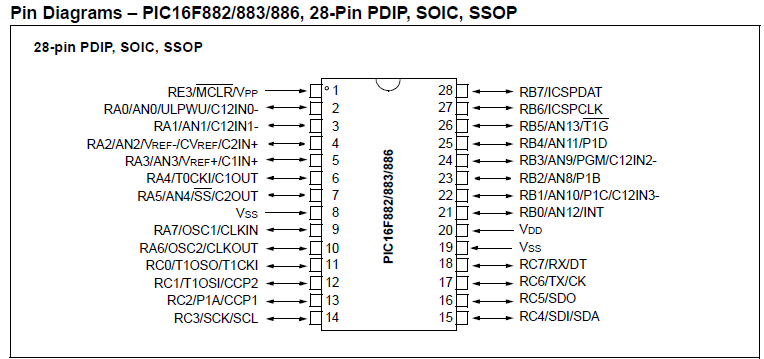 Pin Diagrams – PIC16F882/883/886, 28-Pin PDIP, SOIC, SSOP
28-pin PDIP, SOIC, SSOP
RE3/MCLR/VPP 1 28 RB7/ICSPDAT
RA0/AN0/ULPWU/C12IN0- 2 27 RB6/ICSPCLK
RA1/AN1/C12IN1- 3 26 RB5/AN13/T1G
RA2/AN2/VREF-/CVREF/C2IN+ 4 25 RB4/AN11/P1D
RA3/AN3/VREF+/C1IN+ 5 24 RB3/AN9/PGM/C12IN2-
RA4/T0CKI/C1OUT 6 23 RB2/AN8/P1B
RA5/AN4/SS/C2OUT 7 22 RB1/AN10/P1C/C12IN3-
VSS 8 21 RB0/AN12/INT
RA7/OSC1/CLKIN 9 20 VDD
RA6/OSC2/CLKOUT 10 19 VSS
RC0/T1OSO/T1CKI 11 18 RC7/RX/DT
RC1/T1OSI/CCP2 12 17 RC6/TX/CK
RC2/P1A/CCP1 13 16 RC5/SDO
RC3/SCK/SCL 14 15 RC4/SDI/SDA
PIC16F882/883/886